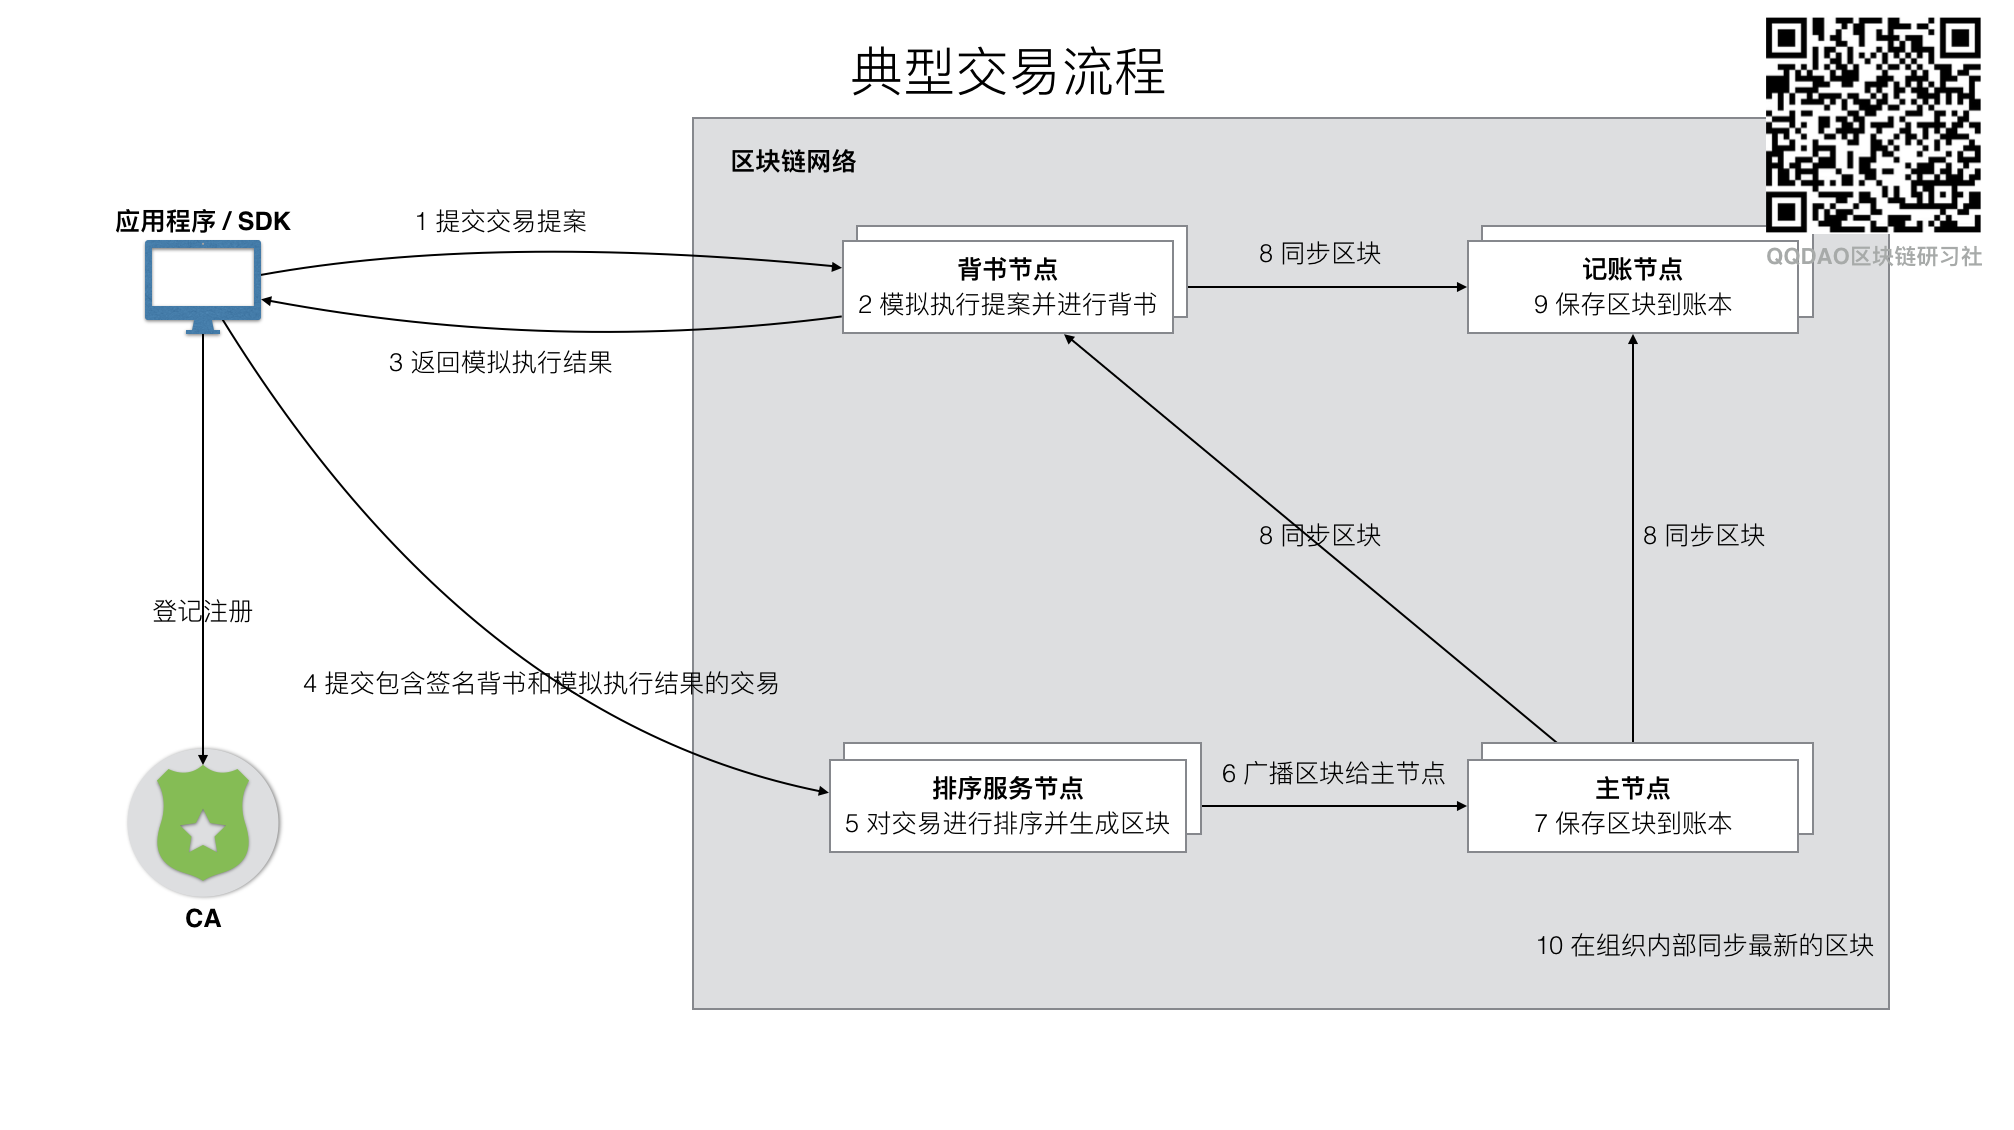 典型交易流程
区块链网络
应用程序 / SDK
1 提交交易提案
背书节点
2 模拟执行提案并进行背书
8 同步区块
记账节点
9 保存区块到账本
QQDAO区块链研习社
3 返回模拟执行结果
8 同步区块
8 同步区块
登记注册
4 提交包含签名背书和模拟执行结果的交易
排序服务节点
5 对交易进行排序并生成区块
6 广播区块给主节点
主节点
7 保存区块到账本
CA
10 在组织内部同步最新的区块